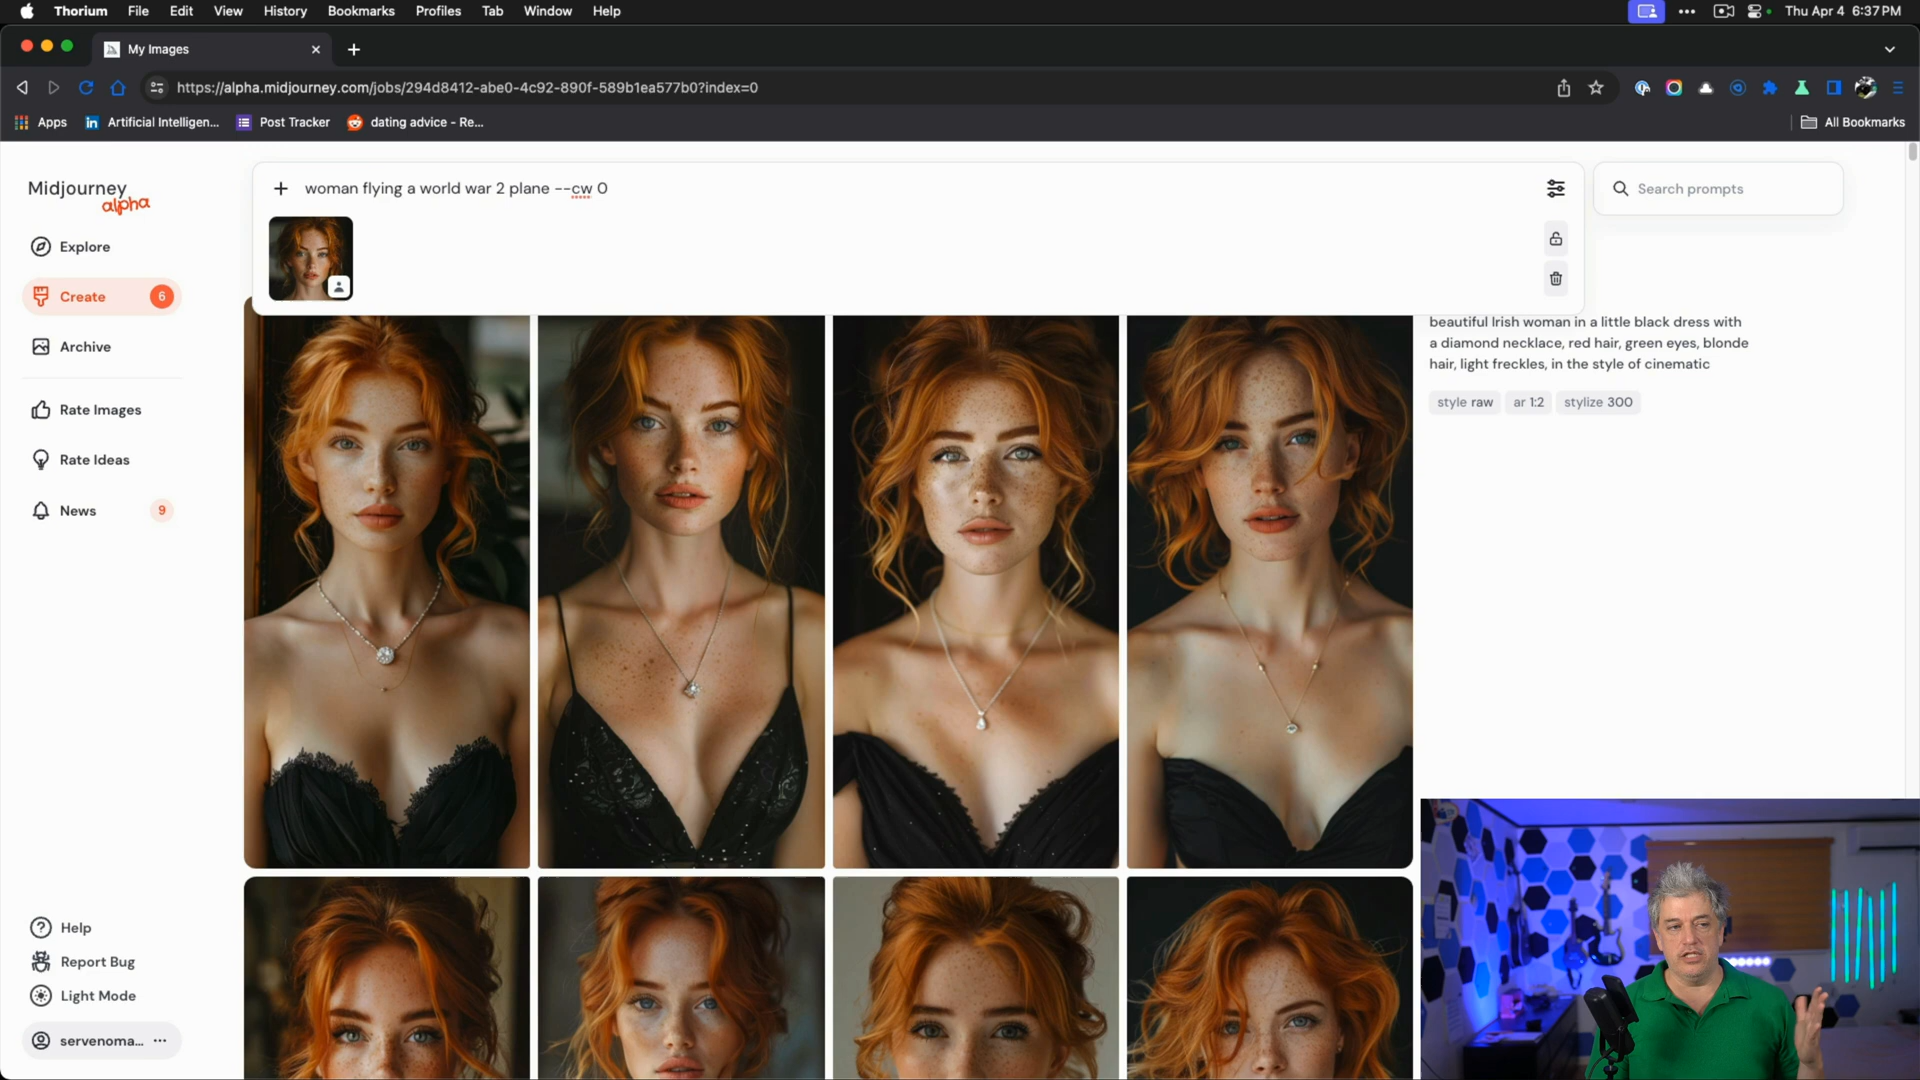 Thorium File Edit View History Bookmarks Profiles Tab Window Help
Thu Apr 4 6:37 PM
My Images
https://alpha.midjourney.com/jobs/294d8412-abe0-4c92-890f-589b1ea577b0?index=0
Apps
Artificial Intelligen...
Post Tracker
dating advice - Re...
All Bookmarks
Midjourney
alpha
woman flying a world war 2 plane --cw 0
Search prompts
Explore
Create 6
Archive
Rate Images
Rate Ideas
News 9
beautiful Irish woman in a little black dress with
a diamond necklace, red hair, green eyes, blonde
hair, light freckles, in the style of cinematic
style raw ar 1:2 stylize 300
Help
Report Bug
Light Mode
servenoma... ...